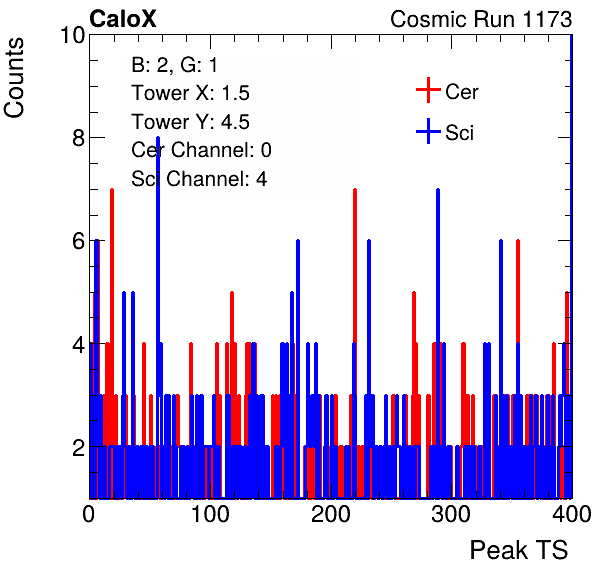 CaloX
Cosmic Run 1173
Counts
10
8
6
4
2
B: 2, G: 1
Tower X: 1.5
Tower Y: 4.5
Cer Channel: 0
Sci Channel: 4
Cer
Sci
0
100
200
300
400
Peak TS